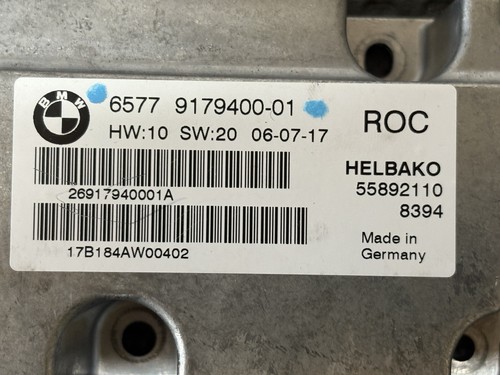 BMW
6577 9179400-01
HW:10 SW:20 06-07-17
ROC
26917940001A
17B184AW00402
HELBAKO
55892110
8394
Made in
Germany